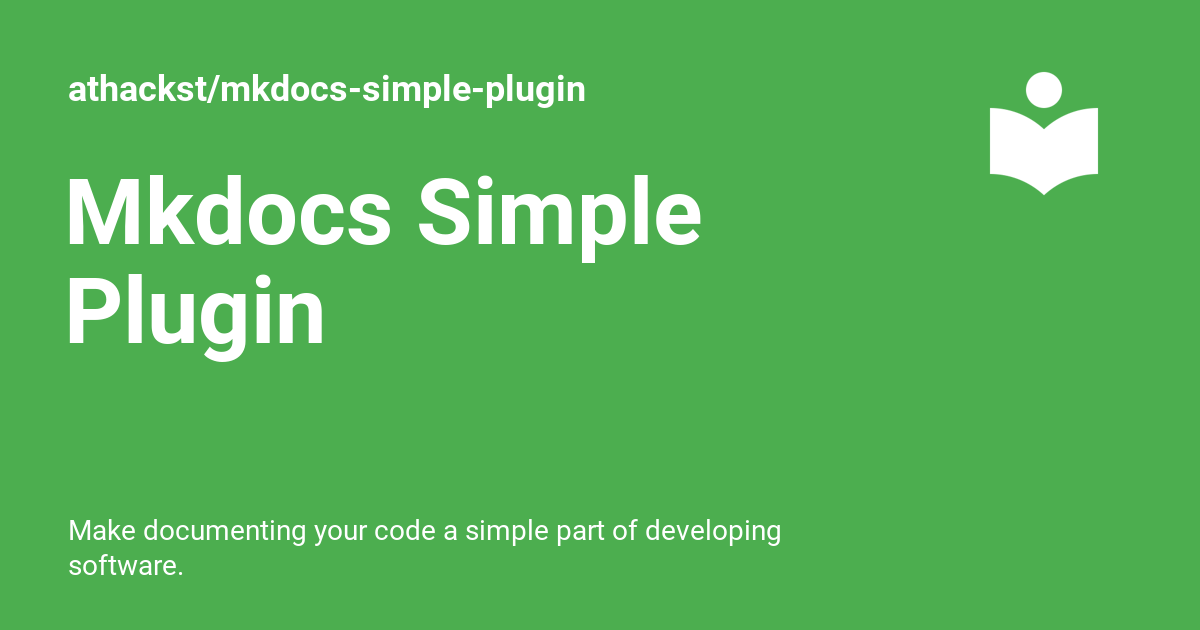 athackst/mkdocs-simple-plugin
Mkdocs Simple
Plugin
Make documenting your code a simple part of developing
software.